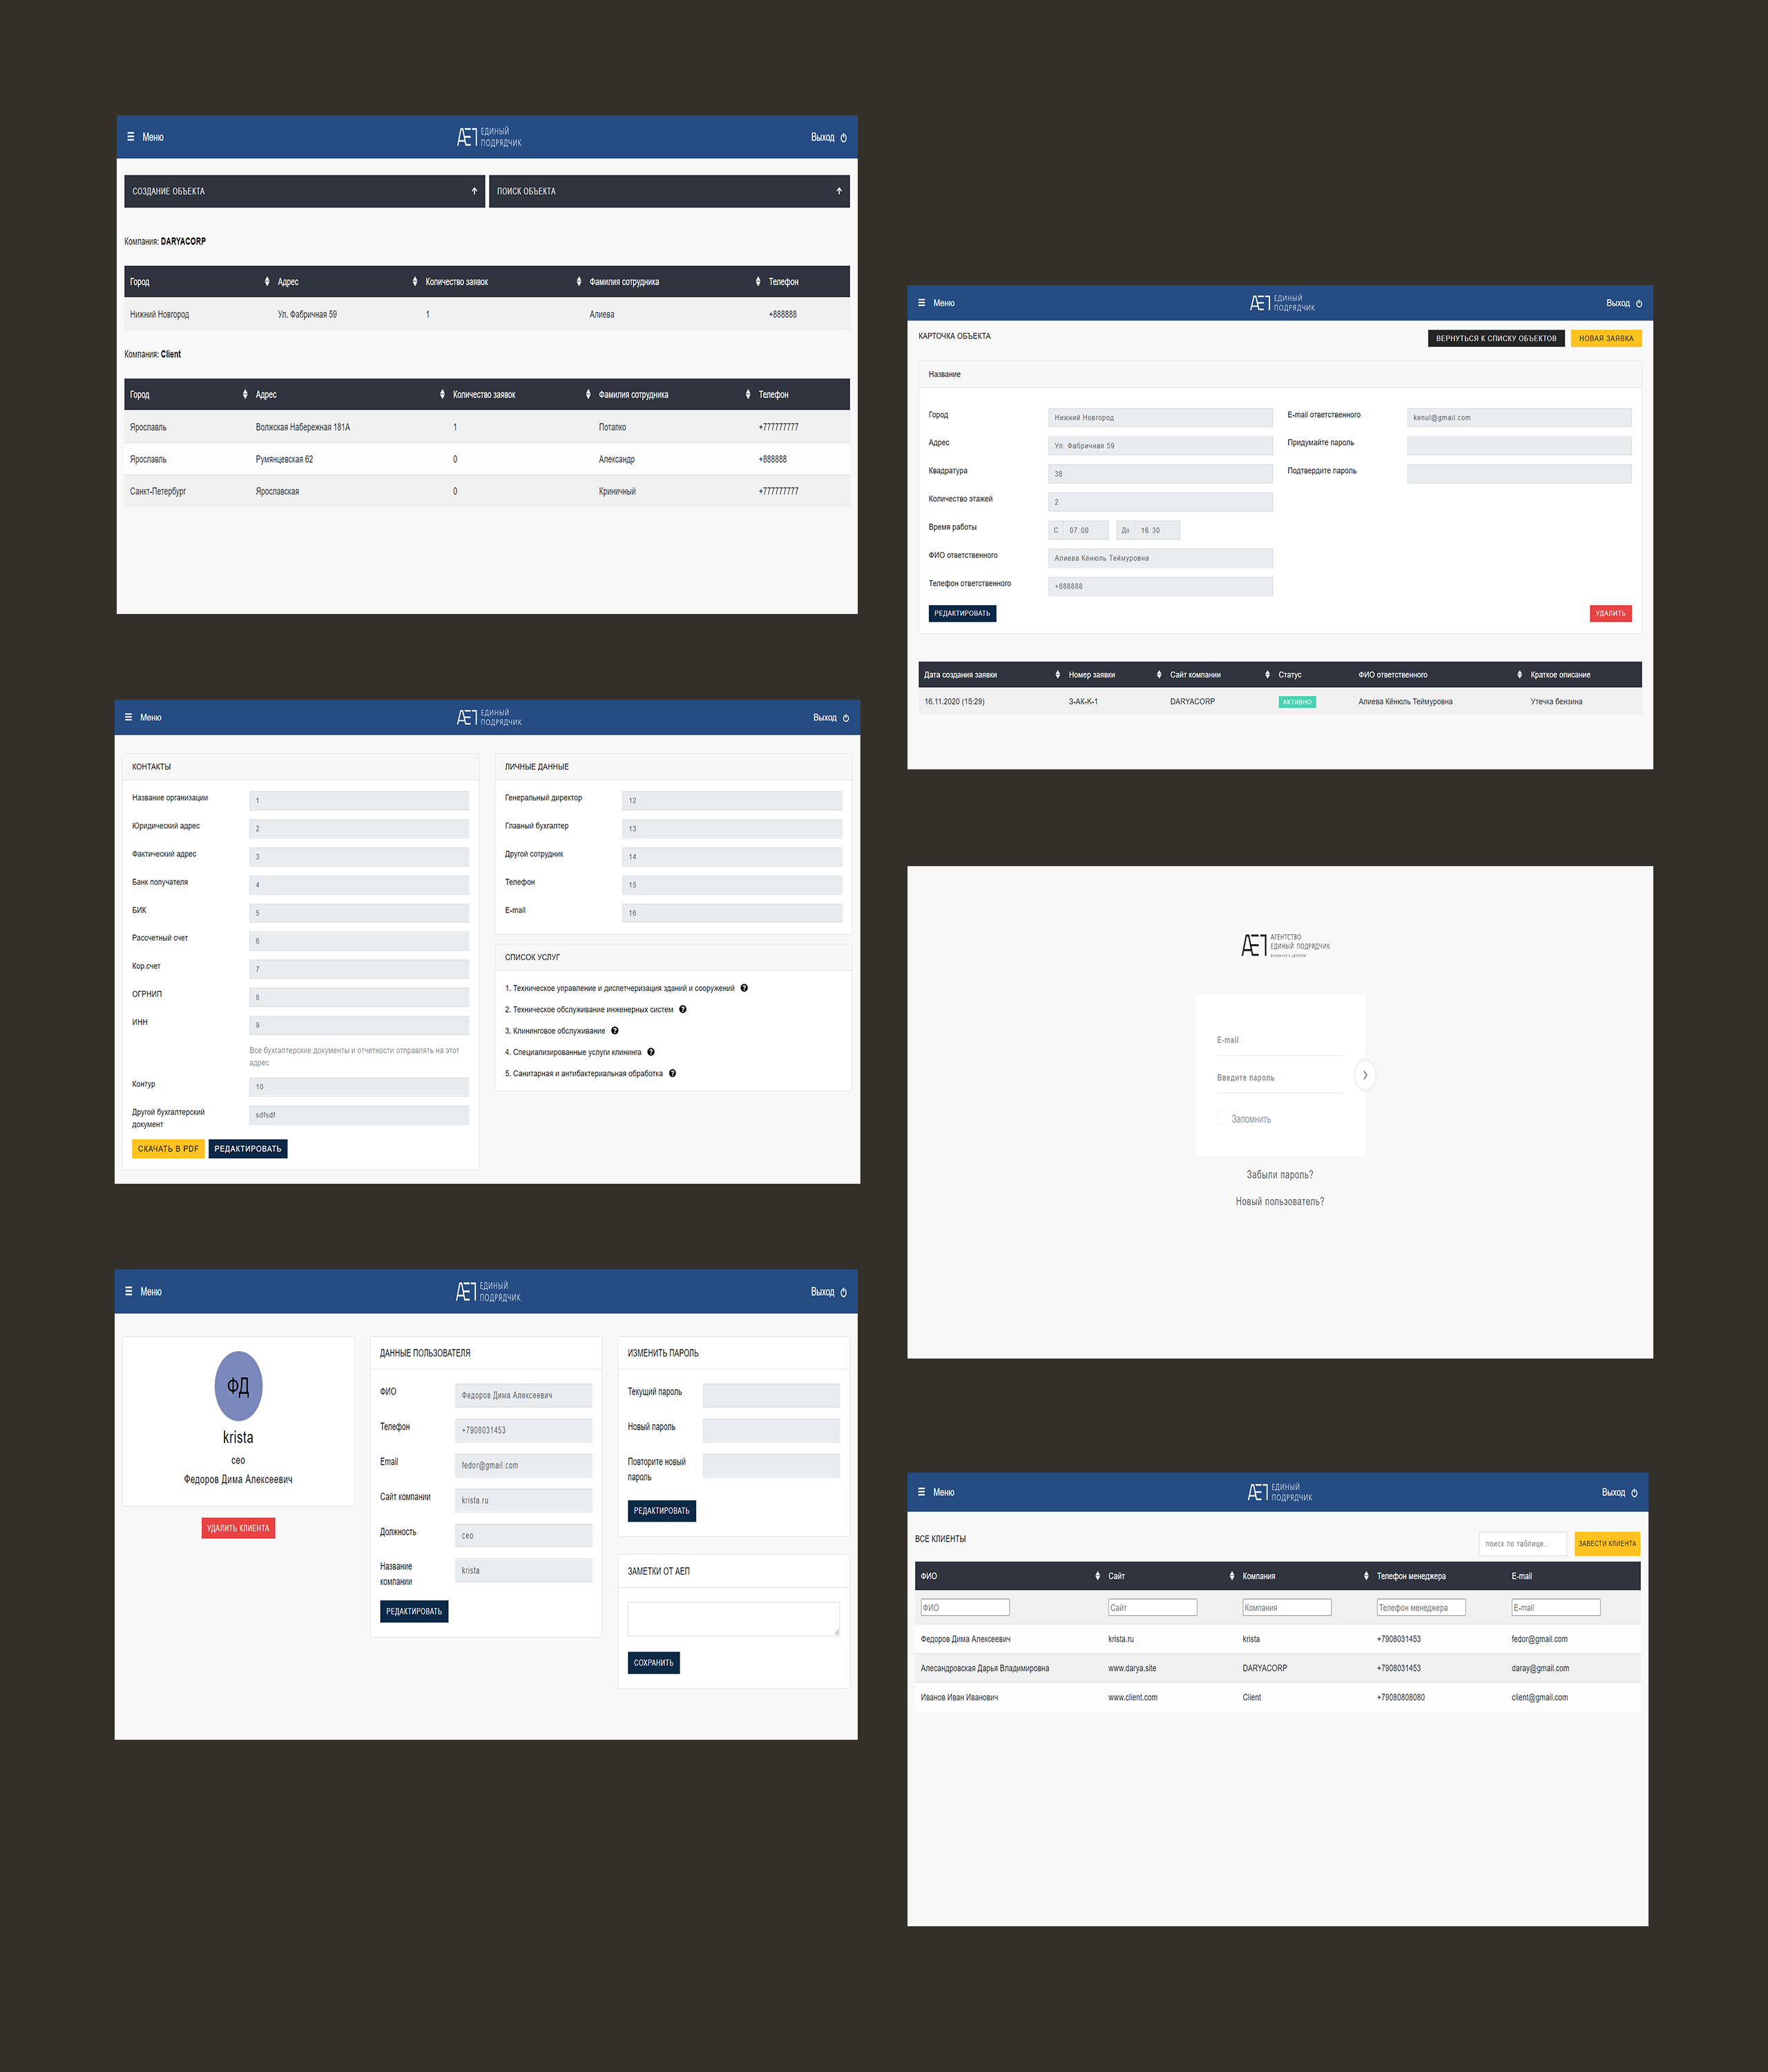 Меню
ЕДИНЫЙ
ПОДРЯДЧИК
Выход
СОЗДАНИЕ ОБЪЕКТА
ПОИСК ОБЪЕКТА
Компания: DARYACORP
Город Адрес Количество заявок Фамилия сотрудника Телефон
Нижний Новгород Ул. Фабричная 59 1 Алиева +888888
Компания: Client
Город Адрес Количество заявок Фамилия сотрудника Телефон
Ярославль Волжская Набережная 181А 1 Потапко +777777777
Ярославль Румянцевская 62 0 Александр +888888
Санкт-Петербург Ярославская 0 Криничный +777777777
Меню
ЕДИНЫЙ
ПОДРЯДЧИК
Выход
КАРТОЧКА ОБЪЕКТА
ВЕРНУТЬСЯ К СПИСКУ ОБЪЕКТОВ
НОВАЯ ЗАЯВКА
Название
Город Нижний Новгород
Адрес Ул. Фабричная 59
Квадратура 38
Количество этажей 2
Время работы С 07:00 До 16:30
ФИО ответственного Алиева Кёнюль Теймуровна
Телефон ответственного +888888
E-mail ответственного kenul@gmail.com
Придумайте пароль
Подтвердите пароль
РЕДАКТИРОВАТЬ
УДАЛИТЬ
Дата создания заявки Номер заявки Сайт компании Статус ФИО ответственного Краткое описание
16.11.2020 (15:29) 3-АК-К-1 DARYACORP АКТИВНО Алиева Кёнюль Теймуровна Утечка бензина
Меню
ЕДИНЫЙ
ПОДРЯДЧИК
Выход
КОНТАКТЫ
Название организации 1
Юридический адрес 2
Фактический адрес 3
Банк получателя 4
БИК 5
Рассчетный счет 6
Кор.счет 7
ОГРНИП 8
ИНН 9
Все бухгалтерские документы и отчетности отправлять на этот
адрес
Контур 10
Другой бухгалтерский
документ
sdfsdf
СКАЧАТЬ В PDF
РЕДАКТИРОВАТЬ
ЛИЧНЫЕ ДАННЫЕ
Генеральный директор 12
Главный бухгалтер 13
Другой сотрудник 14
Телефон 15
E-mail 16
СПИСОК УСЛУГ
1. Техническое управление и диспетчеризация зданий и сооружений ?
2. Техническое обслуживание инженерных систем ?
3. Клининговое обслуживание ?
4. Специализированные услуги клининга ?
5. Санитарная и антибактериальная обработка ?
АГЕНТСТВО
ЕДИНЫЙ ПОДРЯДЧИК
E-mail
Введите пароль
Запомнить
Забыли пароль?
Новый пользователь?
Меню
ЕДИНЫЙ
ПОДРЯДЧИК
Выход
ФД
krista
ceo
Федоров Дима Алексеевич
УДАЛИТЬ КЛИЕНТА
ДАННЫЕ ПОЛЬЗОВАТЕЛЯ
ФИО Федоров Дима Алексеевич
Телефон +7908031453
Email fedor@gmail.com
Сайт компании krista.ru
Должность ceo
Название
компании
krista
РЕДАКТИРОВАТЬ
ИЗМЕНИТЬ ПАРОЛЬ
Текущий пароль
Новый пароль
Повторите новый
пароль
РЕДАКТИРОВАТЬ
ЗАМЕТКИ ОТ АЕП
СОХРАНИТЬ
Меню
ЕДИНЫЙ
ПОДРЯДЧИК
Выход
ВСЕ КЛИЕНТЫ
поиск по таблице..
ЗАВЕСТИ КЛИЕНТА
ФИО Сайт Компания Телефон менеджера E-mail
ФИО Сайт Компания Телефон менеджера E-mail
Федоров Дима Алексеевич krista.ru krista +7908031453 fedor@gmail.com
Алесандровская Дарья Владимировна www.darya.site DARYACORP +7908031453 daray@gmail.com
Иванов Иван Иванович www.client.com Client +79080808080 client@gmail.com